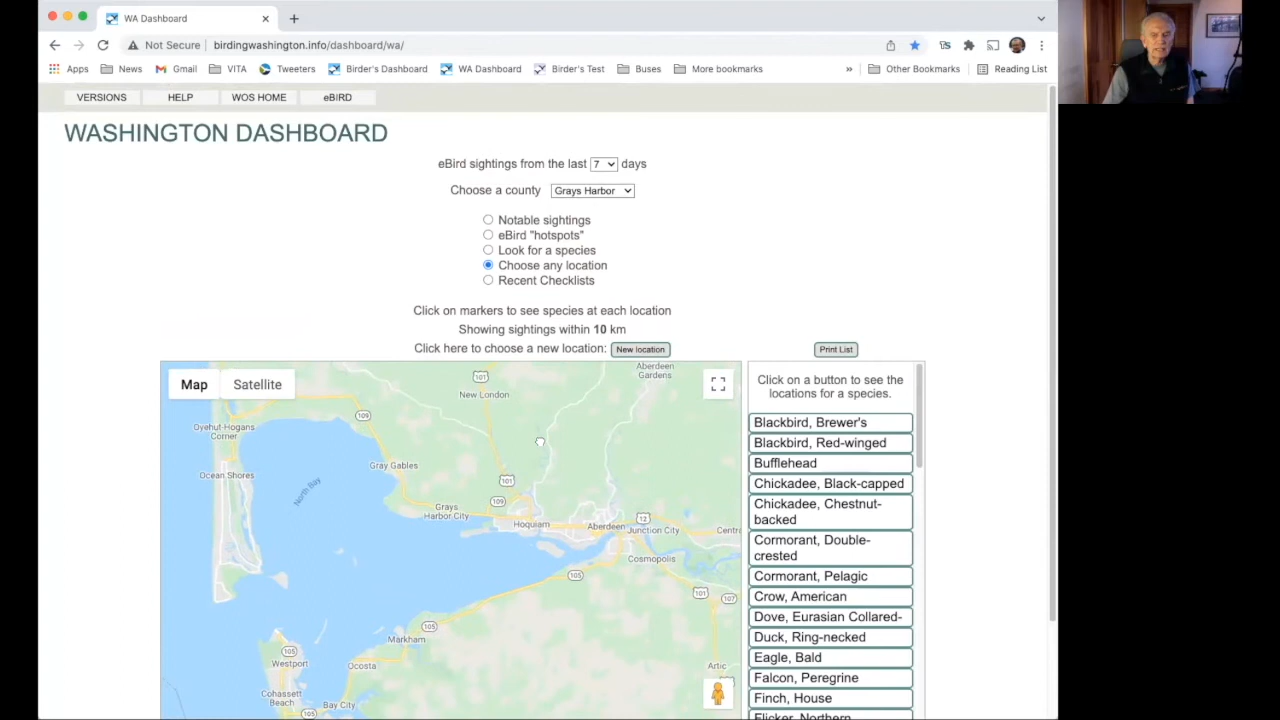 WA Dashboard
Not Secure birdingwashington.info/dashboard/wa/
Apps News Gmail VITA Tweeters Birder's Dashboard WA Dashboard Birder's Test Buses More bookmarks » Other Bookmarks Reading List
VERSIONS HELP WOS HOME eBIRD
WASHINGTON DASHBOARD
eBird sightings from the last 7 days
Choose a county Grays Harbor
Notable sightings
eBird "hotspots"
Look for a species
Choose any location
Recent Checklists
Click on markers to see species at each location
Showing sightings within 10 km
Click here to choose a new location: New location
Print List
Map Satellite
Aberdeen
Gardens
101
New London
109
Oyehut-Hogans
Corner
Gray Gables
Ocean Shores
North Bay
101
109
Grays
Harbor City
Hoquiam
Aberdeen
12
Junction City
Centra
Cosmopolis
105
101
107
105
Markham
105
Westport
Ocosta
Artic
Cohassett
Beach
Bay City
105
Click on a button to see the
locations for a species.
Blackbird, Brewer's
Blackbird, Red-winged
Bufflehead
Chickadee, Black-capped
Chickadee, Chestnut-
backed
Cormorant, Double-
crested
Cormorant, Pelagic
Crow, American
Dove, Eurasian Collared-
Duck, Ring-necked
Eagle, Bald
Falcon, Peregrine
Finch, House
Flicker, Northern